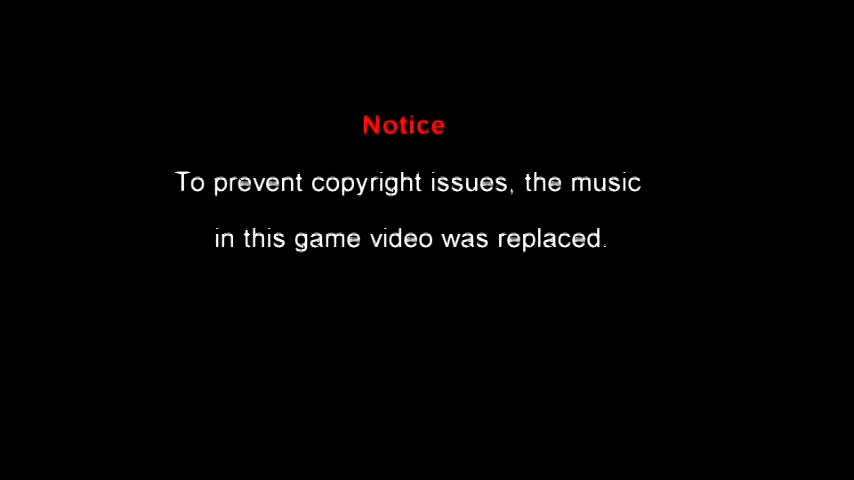 Notice
To prevent copyright issues, the music
in this game video was replaced.